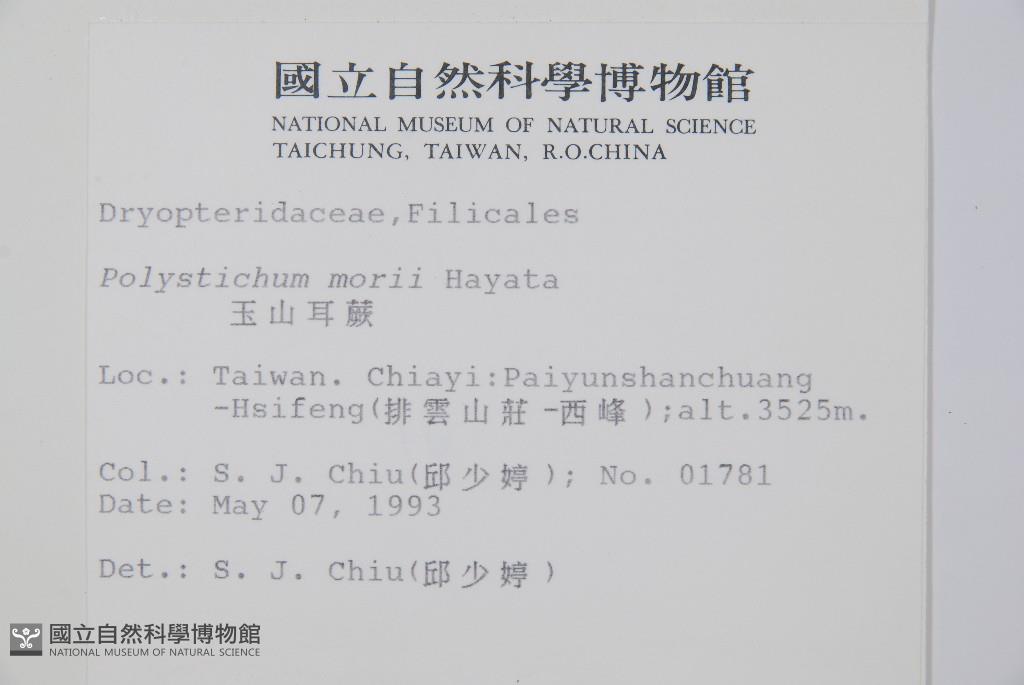 國立自然科學博物館
NATIONAL MUSEUM OF NATURAL SCIENCE
TAICHUNG, TAIWAN, R.O.CHINA
Dryopteridaceae,Filicales
Polystichum morii Hayata
玉山耳蕨
Loc.: Taiwan. Chiayi:Paiyunshanchuang
-Hsifeng(排雲山莊-西峰);alt.3525m.
Col.: S. J. Chiu(邱少婷); No. 01781
Date: May 07, 1993
Det.: S. J. Chiu(邱少婷)
國立自然科學博物館
NATIONAL MUSEUM OF NATURAL SCIENCE